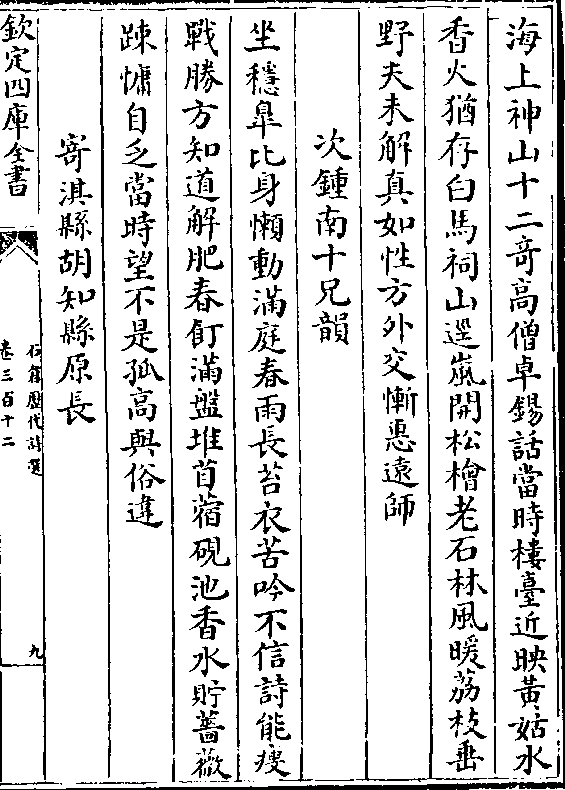 海上神山十二奇高僧卓錫話當時樓臺近映黃姑水
香火猶存白馬祠山逕嵐開松檜老石林風暖荔枝垂
野夫未解真如性方外交慚惠遠師
次鍾南十兄韻
坐穩臯比身懶動滿庭春雨長苔衣苦吟不信詩能瘦
戰勝方知道解肥春飣滿盤堆苜蓿硯池香水貯薔薇
踈慵自乏當時望不是孤高與俗違
寄淇縣胡知縣原長
欽定四庫全書
石倉歷代詩選
卷三百十二
九